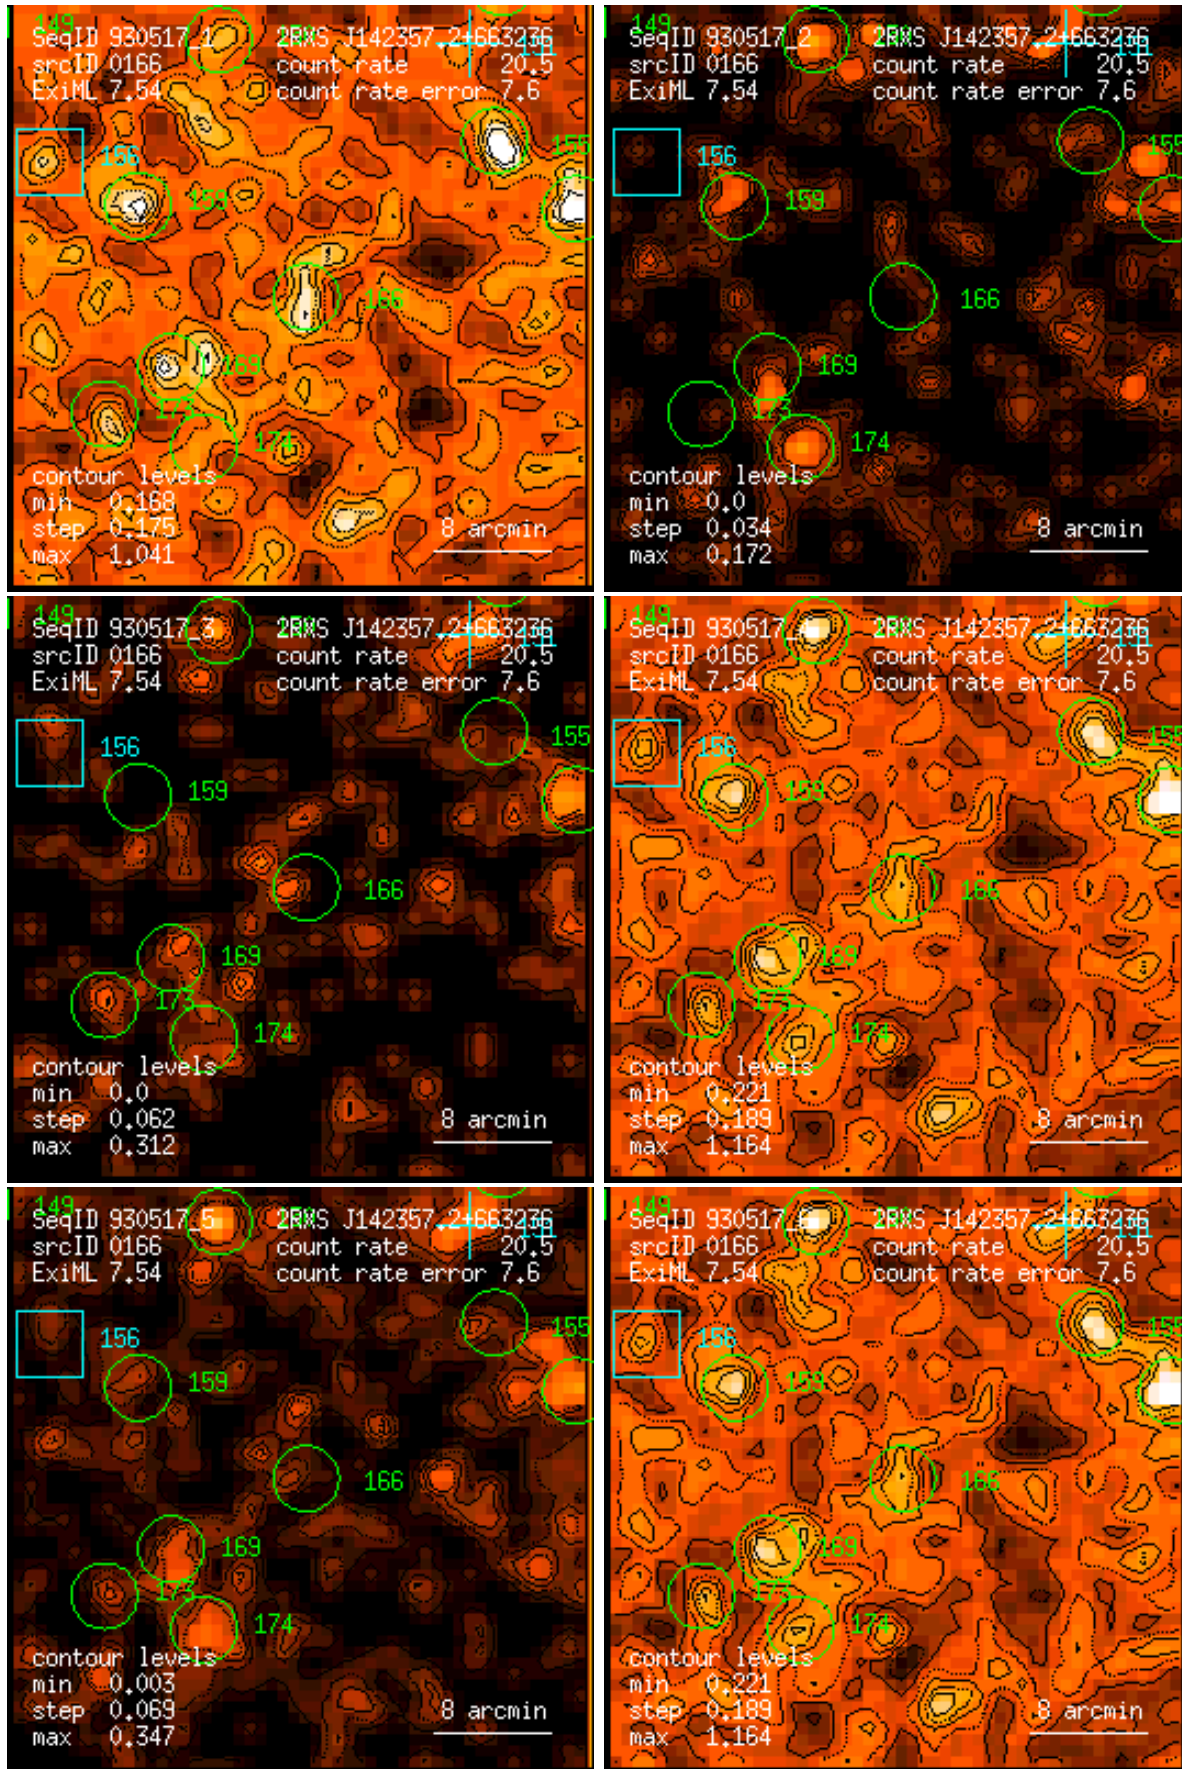 149
SeqID 930517_1 2RXS J142357.2+663236
srcID 0166 count rate 20.5
ExiML 7.54 count rate error 7.6
155
156
159
166
169
173
174
contour levels
min 0.168
step 0.175
max 1.041
8 arcmin
149
SeqID 930517_2 2RXS J142357.2+663236
srcID 0166 count rate 20.5
ExiML 7.54 count rate error 7.6
155
156
159
166
169
173
174
contour levels
min 0.0
step 0.034
max 0.172
8 arcmin
149
SeqID 930517_3 2RXS J142357.2+663236
srcID 0166 count rate 20.5
ExiML 7.54 count rate error 7.6
155
156
159
166
169
173
174
contour levels
min 0.0
step 0.062
max 0.312
8 arcmin
149
SeqID 930517_ 2RXS J142357.2+663236
srcID 0166 count rate 20.5
ExiML 7.54 count rate error 7.6
155
156
159
166
169
173
174
contour levels
min 0.221
step 0.189
max 1.164
8 arcmin
149
SeqID 930517_5 2RXS J142357.2+663236
srcID 0166 count rate 20.5
ExiML 7.54 count rate error 7.6
155
156
159
166
169
173
174
contour levels
min 0.003
step 0.069
max 0.347
8 arcmin
149
SeqID 930517_ 2RXS J142357.2+663236
srcID 0166 count rate 20.5
ExiML 7.54 count rate error 7.6
155
156
159
166
169
173
174
contour levels
min 0.221
step 0.189
max 1.164
8 arcmin